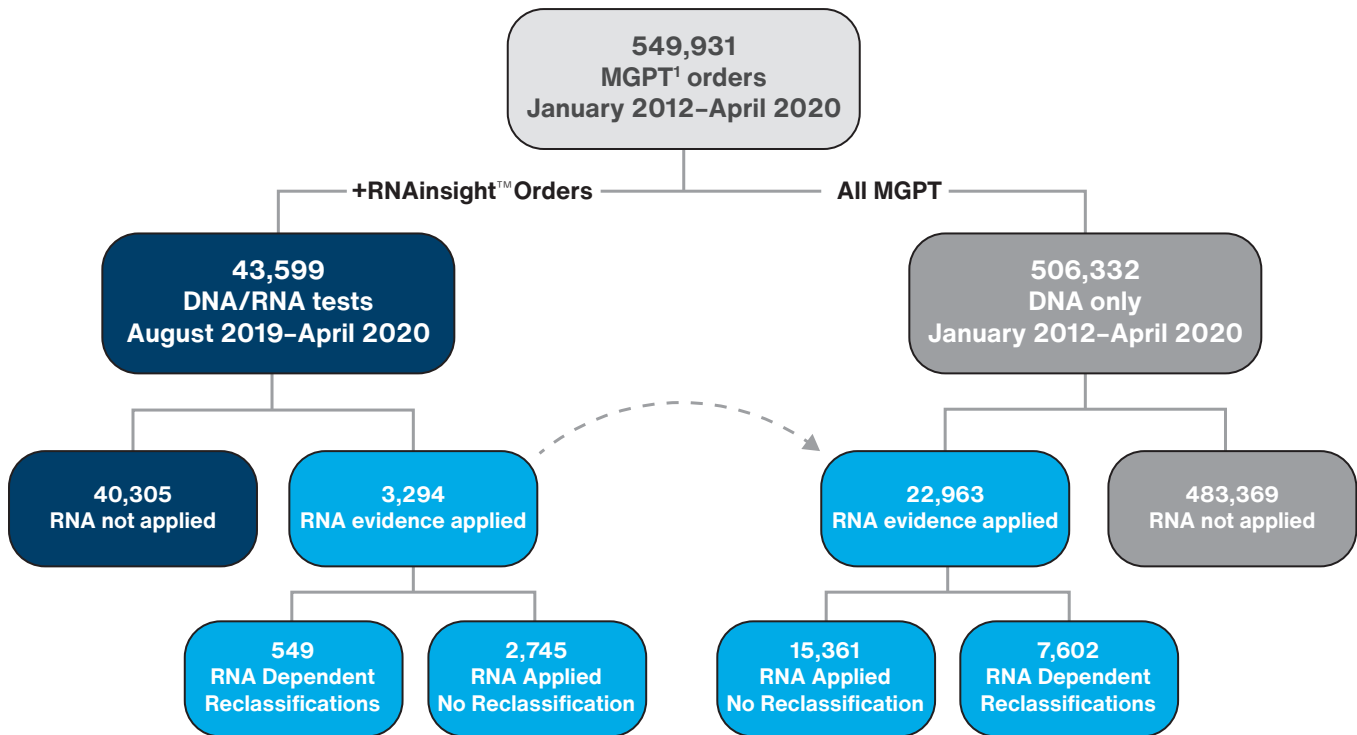 549,931
MGPT¹ orders
January 2012–April 2020
+RNAinsight™ Orders
All MGPT
43,599
DNA/RNA tests
August 2019–April 2020
506,332
DNA only
January 2012–April 2020
40,305
RNA not applied
3,294
RNA evidence applied
22,963
RNA evidence applied
483,369
RNA not applied
549
RNA Dependent
Reclassifications
2,745
RNA Applied
No Reclassification
15,361
RNA Applied
No Reclassification
7,602
RNA Dependent
Reclassifications